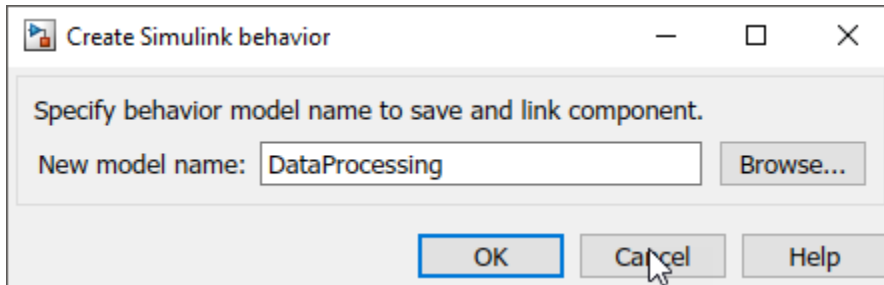 Create Simulink behavior
Specify behavior model name to save and link component.
New model name: DataProcessing Browse...
OK Cancel Help